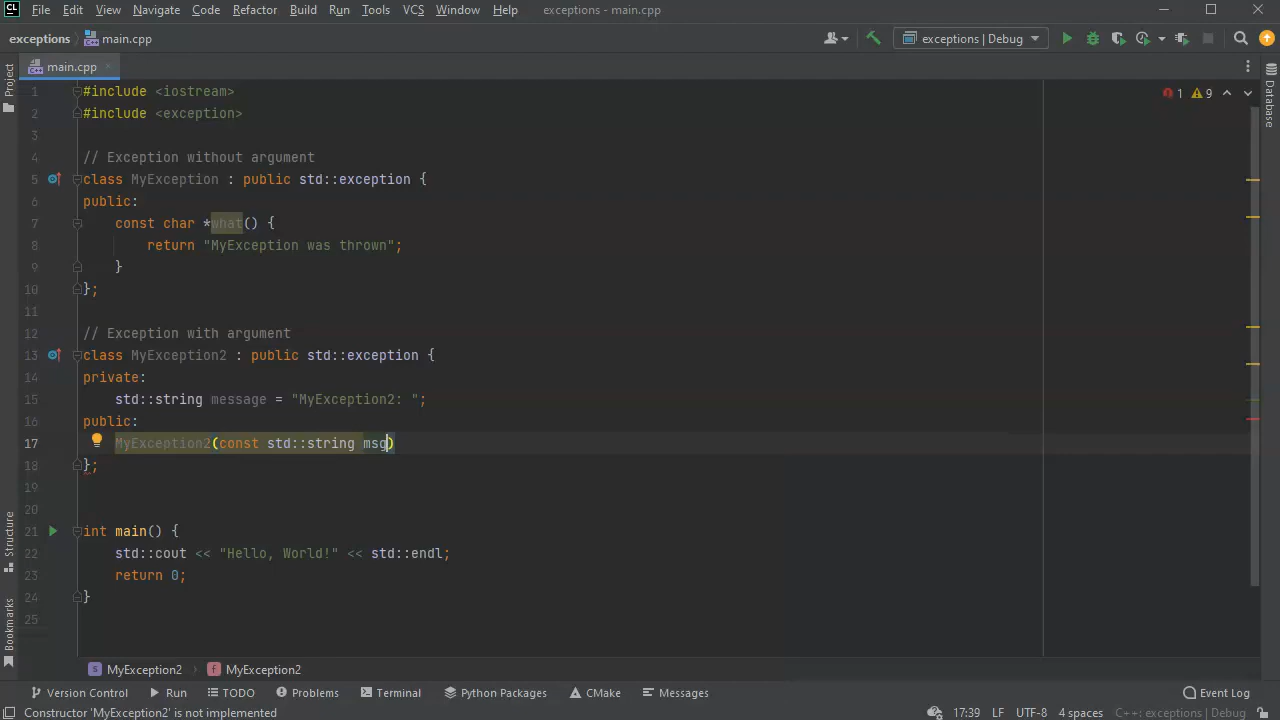 CL File Edit View Navigate Code Refactor Build Run Tools VCS Window Help exceptions - main.cpp
exceptions main.cpp exceptions | Debug
Project main.cpp Database
1 #include <iostream> 1 9
2 #include <exception>
3
4 // Exception without argument
5 class MyException : public std::exception {
6 public:
7 const char *what() {
8 return "MyException was thrown";
9 }
10 };
11
12 // Exception with argument
13 class MyException2 : public std::exception {
14 private:
15 std::string message = "MyException2: ";
16 public:
17 MyException2(const std::string msg)
18 };
19
20
21 int main() {
22 std::cout << "Hello, World!" << std::endl;
23 return 0;
24 }
25
Structure
Bookmarks
s MyException2 f MyException2
Version Control Run TODO Problems Terminal Python Packages CMake Messages Event Log
Constructor 'MyException2' is not implemented 17:39 LF UTF-8 4 spaces C++: exceptions | Debug